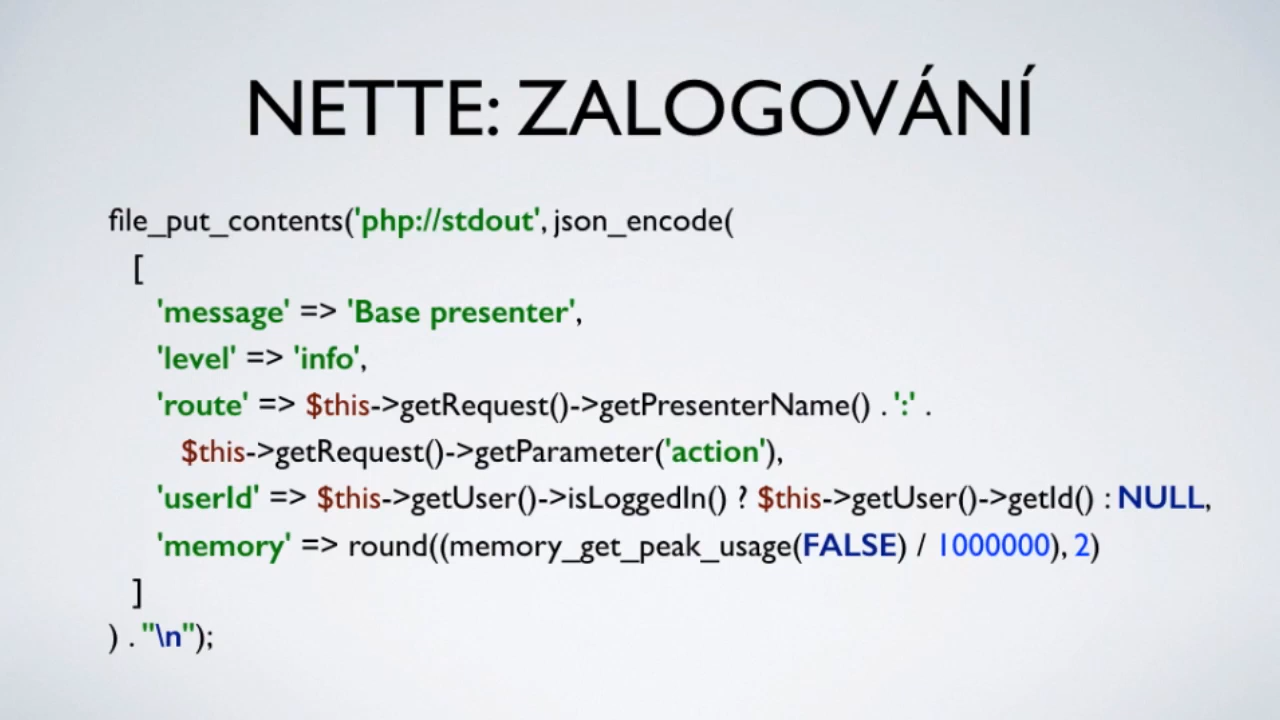 NETTE: ZALOGOVÁNÍ
file_put_contents('php://stdout', json_encode(
[
'message' => 'Base presenter',
'level' => 'info',
'route' => $this->getRequest()->getPresenterName() . ':' .
$this->getRequest()->getParameter('action'),
'userId' => $this->getUser()->isLoggedIn() ? $this->getUser()->getId() : NULL,
'memory' => round((memory_get_peak_usage(FALSE) / 1000000), 2)
]
) . "\n");